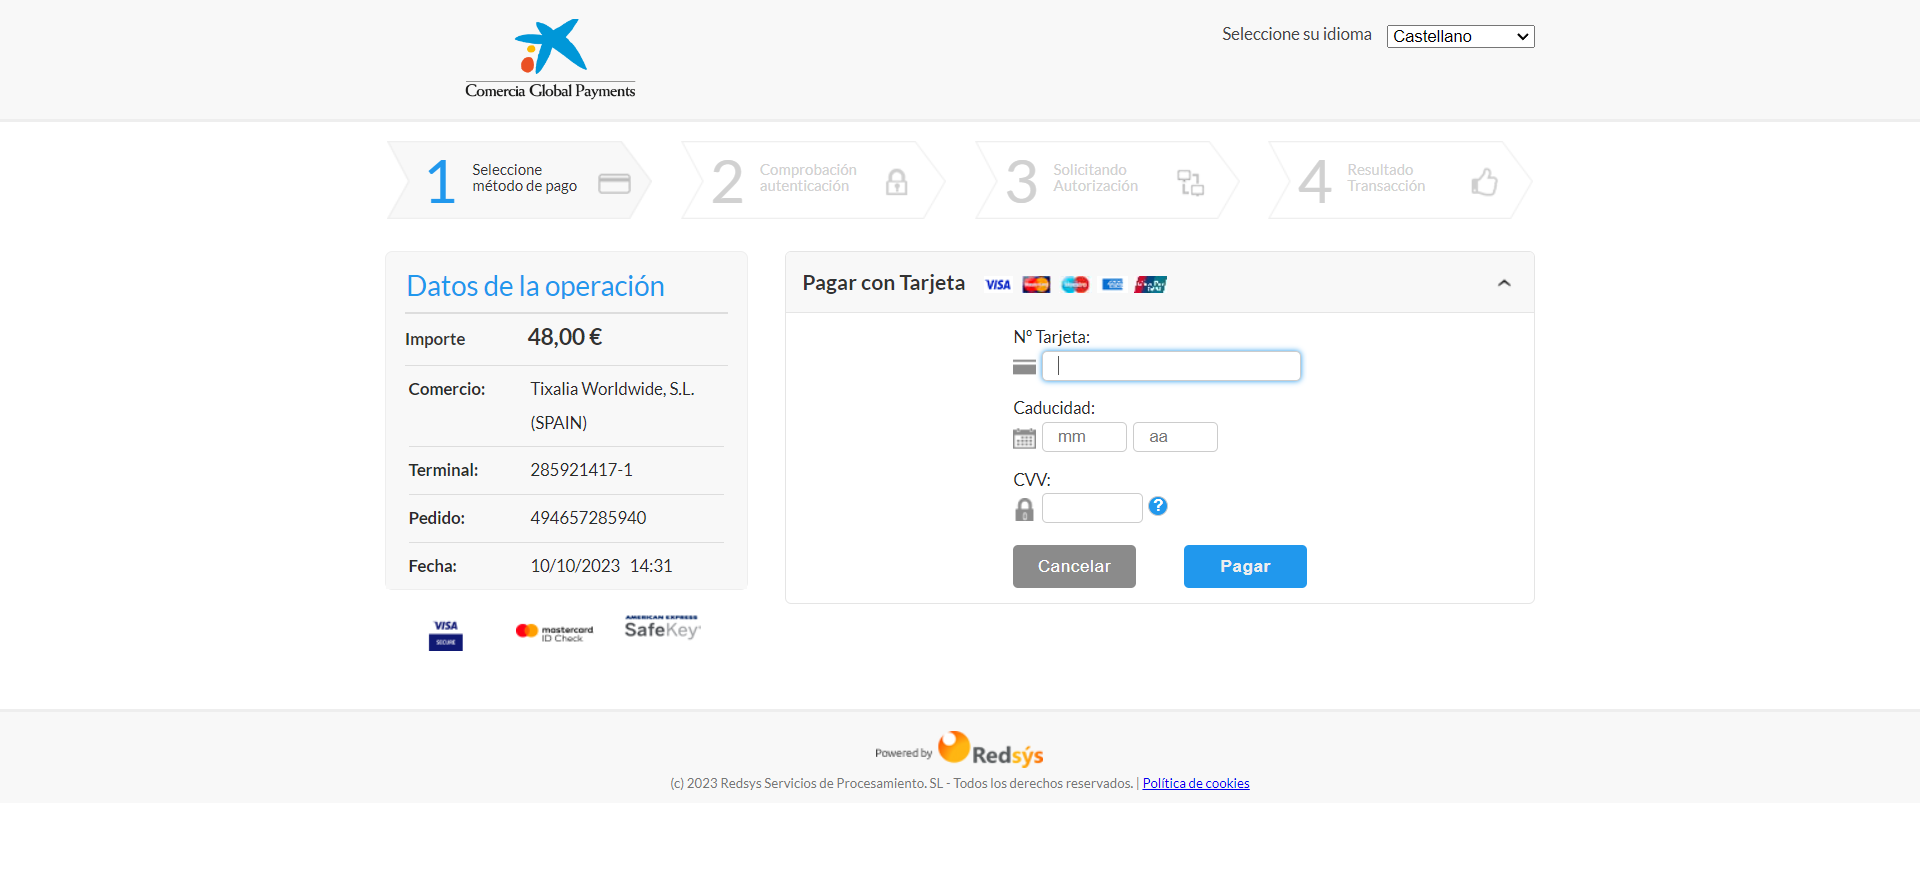 Comercia Global Payments
Seleccione su idioma Castellano
1 Seleccione
método de pago
2 Comprobación
autenticación
3 Solicitando
Autorización
4 Resultado
Transacción
Datos de la operación
Importe 48,00 €
Comercio: Tixalia Worldwide, S.L.
(SPAIN)
Terminal: 285921417-1
Pedido: 494657285940
Fecha: 10/10/2023 14:31
VISA
SECURE
mastercard
ID Check
AMERICAN EXPRESS
SafeKey
Pagar con Tarjeta VISA
Nº Tarjeta:
Caducidad:
mm aa
CVV:
?
Cancelar Pagar
Powered by Redsýs
(c) 2023 Redsys Servicios de Procesamiento. SL - Todos los derechos reservados. | Política de cookies